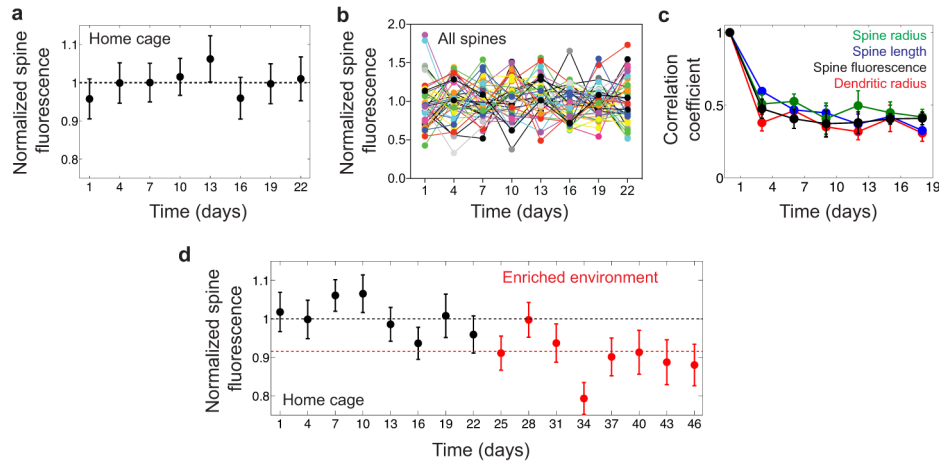 a
Normalized spine
fluorescence
Home cage
1.1
1
0.9
0.8
1 4 7 10 13 16 19 22
Time (days)
b
Normalized spine
fluorescence
All spines
2.0
1.5
1.0
0.5
0.0
1 4 7 10 13 16 19 22
Time (days)
c
Correlation
coefficient
Spine radius
Spine length
Spine fluorescence
Dendritic radius
1
0.5
0
1 4 7 10 13 16 19
Time (days)
d
Normalized spine
fluorescence
Enriched environment
1.1
1
0.9
0.8
Home cage
1 4 7 10 13 16 19 22 25 28 31 34 37 40 43 46
Time (days)